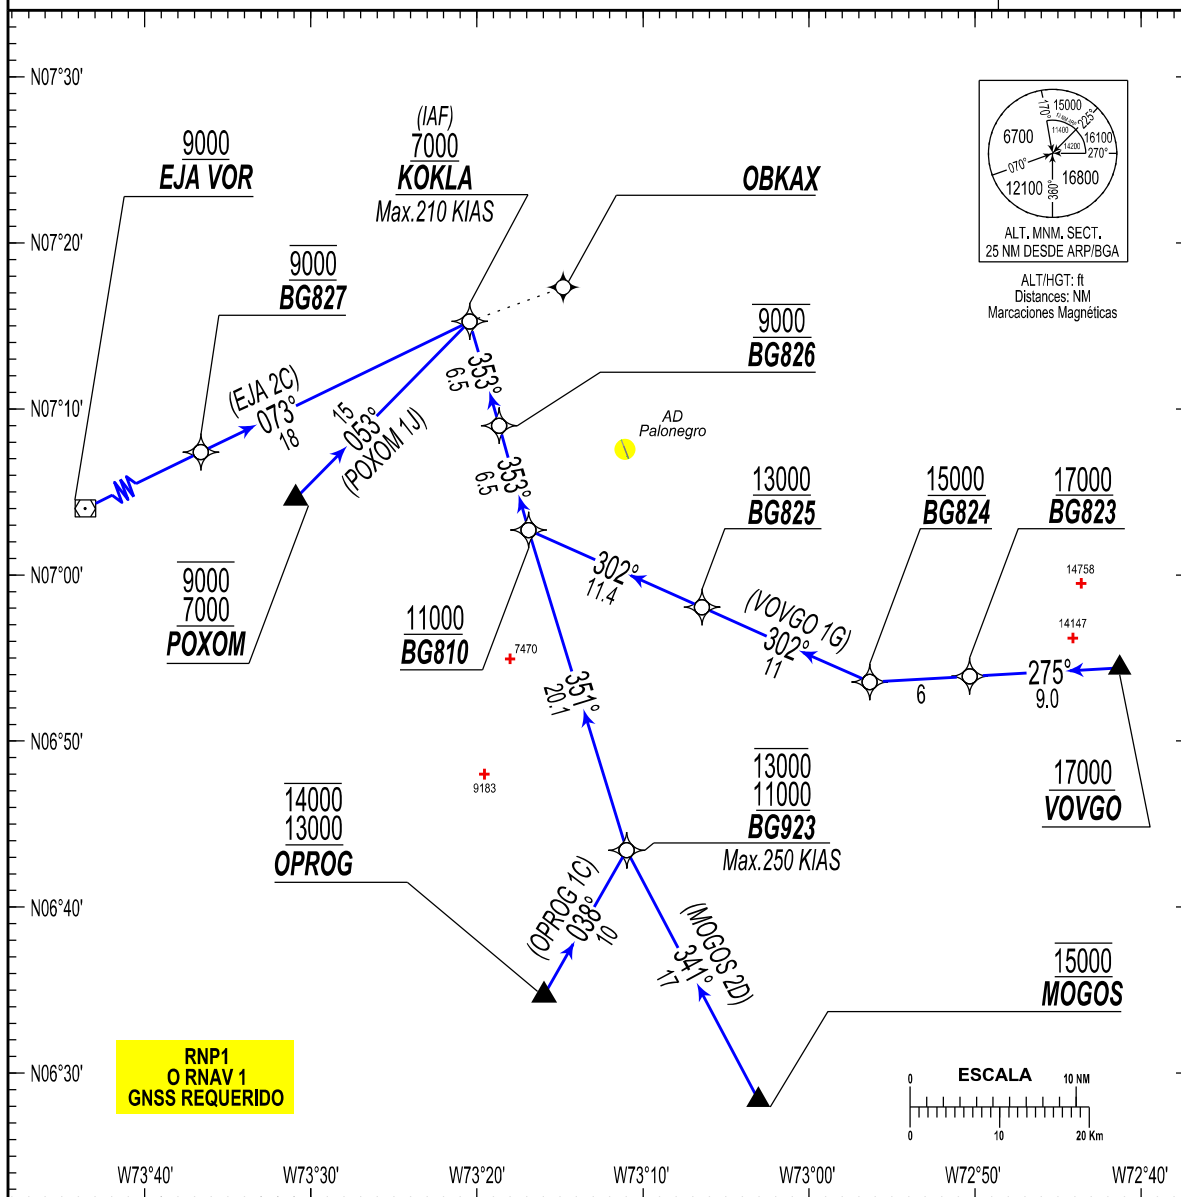 N07°30'
N07°20'
N07°10'
N07°00'
N06°50'
N06°40'
N06°30'
W73°40'
W73°30'
W73°20'
W73°10'
W73°00'
W72°50'
W72°40'
9000
EJA VOR
9000
BG827
(IAF)
7000
KOKLA
Max.210 KIAS
OBKAX
9000
BG826
170°
15000
225°
11400
14200
16100
270°
6700
070°
12100
360°
16800
ALT. MNM. SECT.
25 NM DESDE ARP/BGA
ALT/HGT: ft
Distances: NM
Marcaciones Magnéticas
(EJA 2C)
073°
18
15
053°
(POXOM 1J)
353°
6.5
353°
6.5
AD
Palonegro
13000
BG825
15000
BG824
17000
BG823
14758
14147
9000
7000
POXOM
11000
BG810
7470
302°
11.4
(VOVGO 1G)
302°
11
6
275°
9.0
351°
20.1
9183
17000
VOVGO
14000
13000
OPROG
13000
11000
BG923
Max.250 KIAS
(OPROG 1C)
038°
10
(MOGOS 2D)
341°
17
15000
MOGOS
RNP1
O RNAV 1
GNSS REQUERIDO
ESCALA
0
10 NM
0
10
20 Km